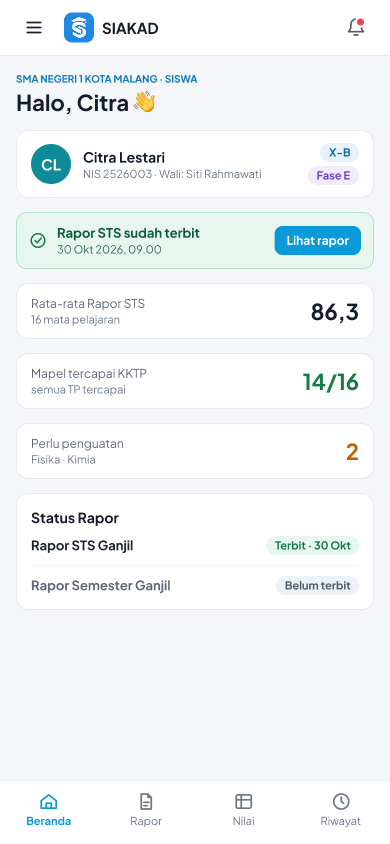 SIAKAD
SMA NEGERI 1 KOTA MALANG · SISWA
Halo, Citra 👋
CL
Citra Lestari
NIS 2526003 · Wali: Siti Rahmawati
X-B
Fase E
Rapor STS sudah terbit
30 Okt 2026, 09.00
Lihat rapor
Rata-rata Rapor STS
16 mata pelajaran
86,3
Mapel tercapai KKTP
semua TP tercapai
14/16
Perlu penguatan
Fisika · Kimia
2
Status Rapor
Rapor STS Ganjil
Terbit · 30 Okt
Rapor Semester Ganjil
Belum terbit
Beranda
Rapor
Nilai
Riwayat